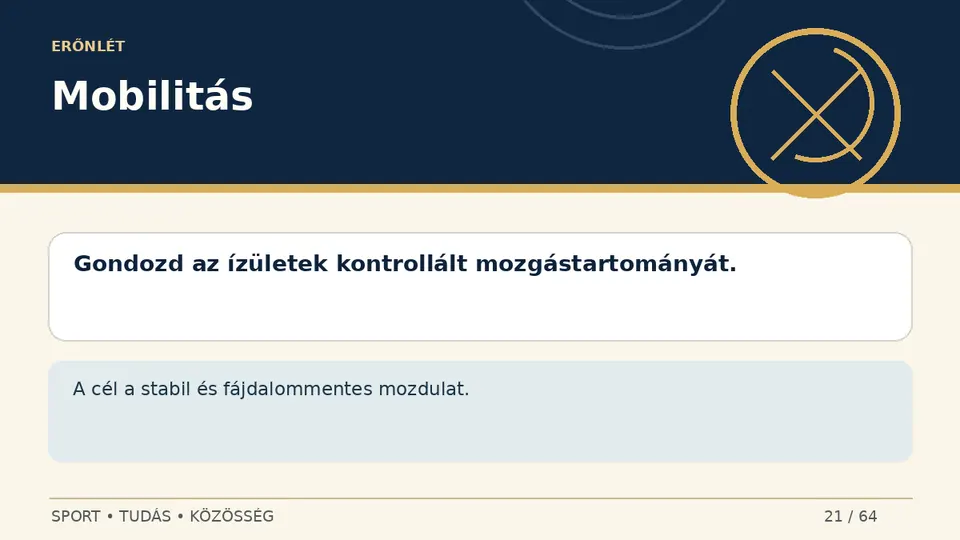 ERŐNLÉT
Mobilitás
Gondozd az ízületek kontrollált mozgástartományát.
A cél a stabil és fájdalommentes mozdulat.
SPORT • TUDÁS • KÖZÖSSÉG
21 / 64